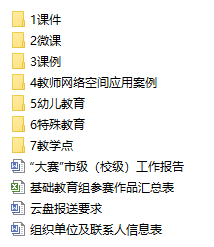 1课件
2微课
3课例
4教师网络空间应用案例
5幼儿教育
6特殊教育
7教学点
“大赛”市级（校级）工作报告
基础教育组参赛作品汇总表
云盘报送要求
组织单位及联系人信息表